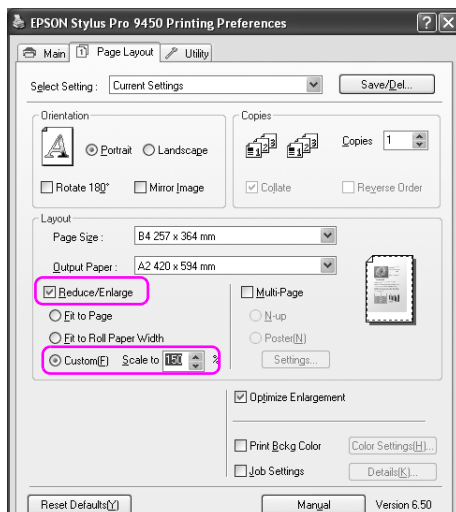 EPSON Stylus Pro 9450 Printing Preferences
Main Page Layout Utility
Select Setting : Current Settings Save/Del...
Orientation
Portrait Landscape
Rotate 180° Mirror Image
Copies
Copies 1
Collate Reverse Order
Layout
Page Size : B4 257 x 364 mm
Output Paper : A2 420 x 594 mm
Reduce/Enlarge
Fit to Page
Fit to Roll Paper Width
Custom(F) Scale to 150 %
Multi-Page
N-up
Poster(N)
Settings...
Optimize Enlargement
Print Bckg Color Color Settings(H)...
Job Settings Details(K)...
Reset Defaults(Y) Manual Version 6.50